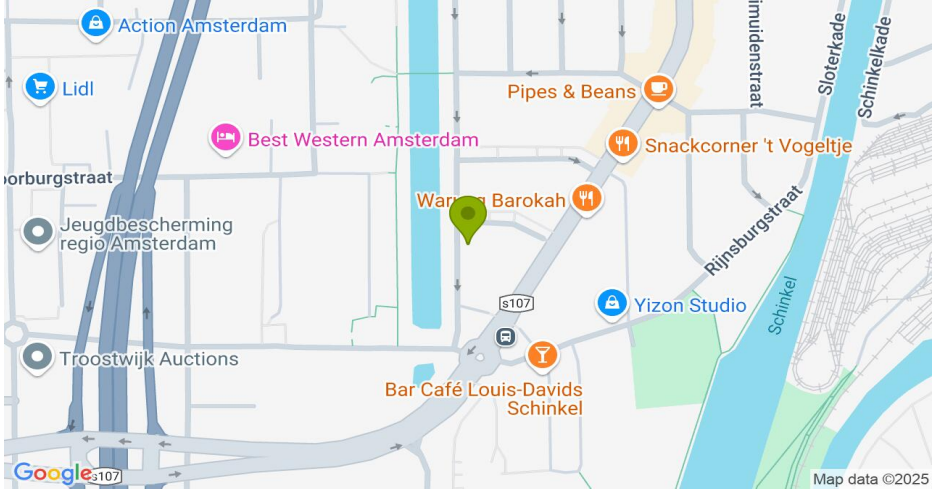 Action Amsterdam
Lidl
Best Western Amsterdam
Pipes & Beans
Snackcorner 't Vogeltje
Sloterkade
Schinkelkade
Barokah
Jeugdbescherming
regio Amsterdam
Rijnsburgstraat
s107
Yizon Studio
Schinkel
Troostwijk Auctions
Bar Café Louis-Davids
Schinkel
Google
s107
Map data ©2025